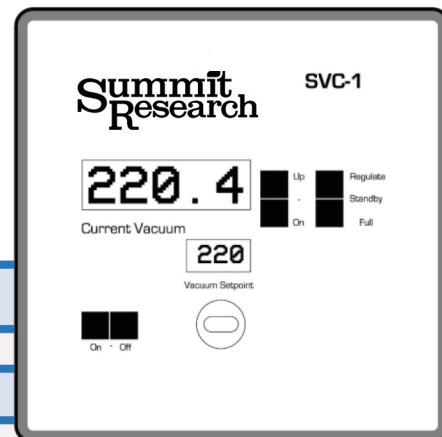 Summit
Research
SVC-1
220.4
Up
Regulate
-
Standby
On
Full
Current Vacuum
220
Vacuum Setpoint
On - Off